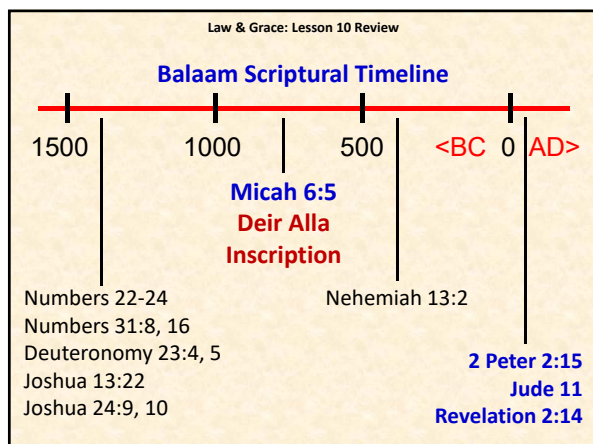 Law & Grace: Lesson 10 Review
Balaam Scriptural Timeline
1500 1000 500 <BC 0 AD>
Micah 6:5
Deir Alla
Inscription
Numbers 22-24
Numbers 31:8, 16
Deuteronomy 23:4, 5
Joshua 13:22
Joshua 24:9, 10
Nehemiah 13:2
2 Peter 2:15
Jude 11
Revelation 2:14